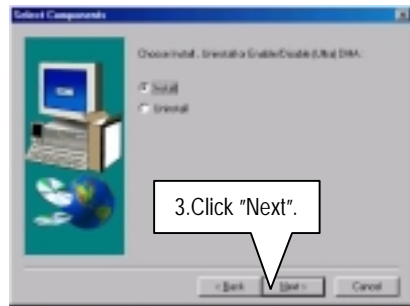 Select Components
Choose Install, Uninstall or Enable/Disable (Ultra) DMA:
Install
Uninstall
3.Click "Next".
< Back
Next >
Cancel